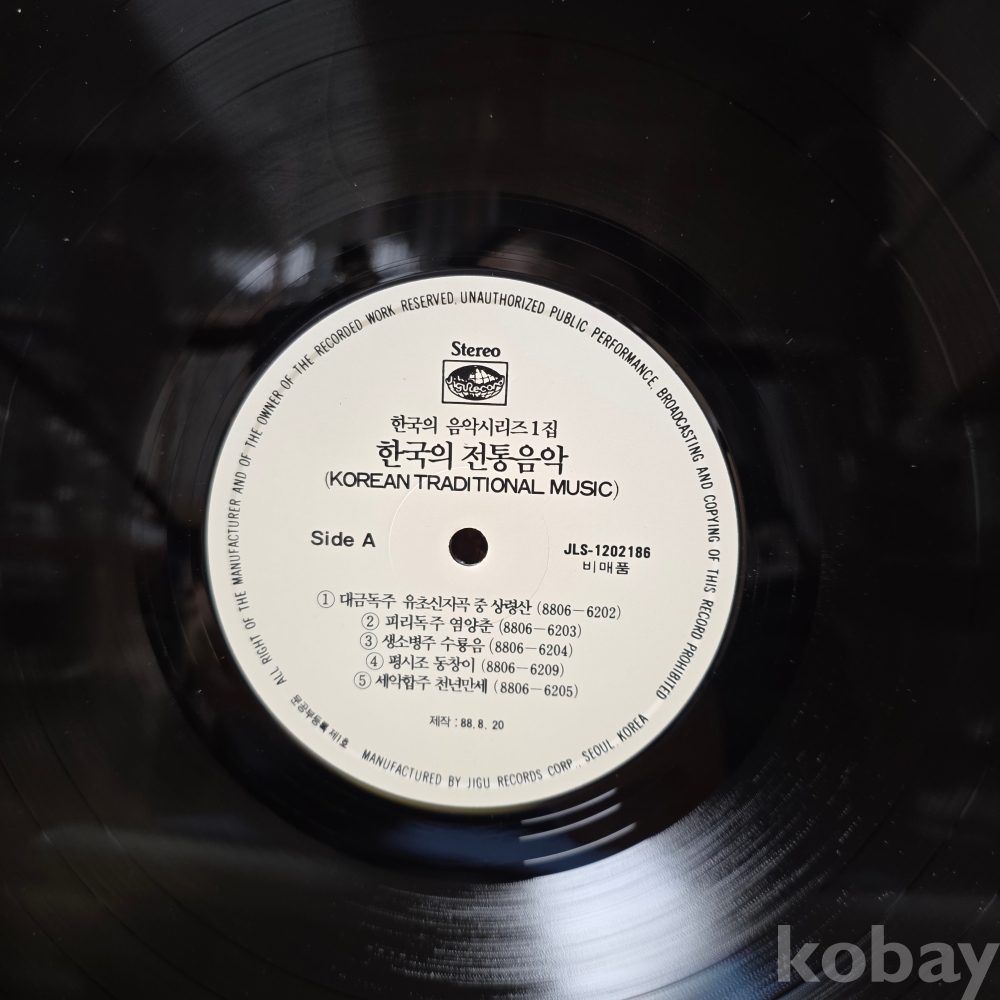 Stereo
JiguRecord
한국의 음악시리즈1집
한국의 전통음악
(KOREAN TRADITIONAL MUSIC)
Side A
JLS-1202186
비매품
① 대금독주 유초신지곡 중 상령산 (8806-6202)
② 피리독주 염양춘 (8806-6203)
③ 생소병주 수룡음 (8806-6204)
④ 평시조 동창이 (8806-6209)
⑤ 세악합주 천년만세 (8806-6205)
제작 : 88. 8. 20
ALL RIGHT OF THE MANUFACTURER AND OF THE OWNER OF THE RECORDED WORK RESERVED. UNAUTHORIZED PUBLIC PERFORMANCE, BROADCASTING AND COPYING OF THIS RECORD PROHIBITED
문공부등록 제1호
MANUFACTURED BY JIGU RECORDS CORP., SEOUL, KOREA
kobay